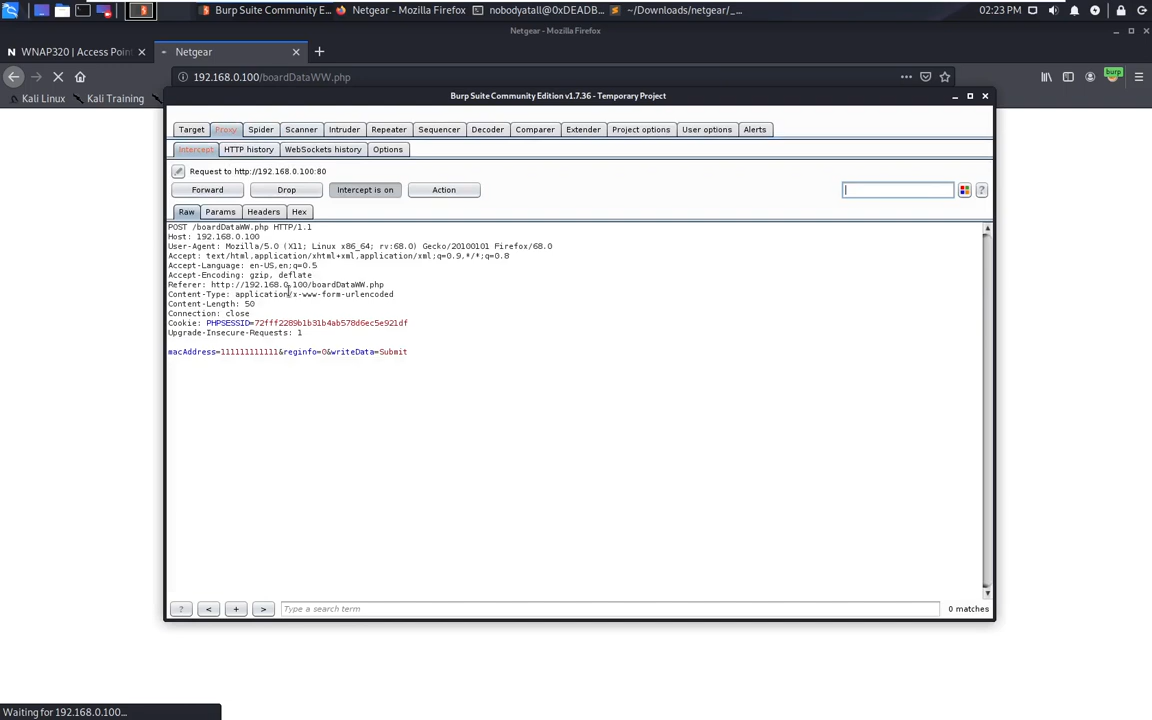 Burp Suite Community E... Netgear - Mozilla Firefox nobodyatall@0xDEADB... ~/Downloads/netgear/_... 02:23 PM
Netgear - Mozilla Firefox
N WNAP320 | Access Poin Netgear
192.168.0.100/boardDataWW.php burp
Kali Linux Kali Training
Burp Suite Community Edition v1.7.36 - Temporary Project
Target Proxy Spider Scanner Intruder Repeater Sequencer Decoder Comparer Extender Project options User options Alerts
Intercept HTTP history WebSockets history Options
Request to http://192.168.0.100:80
Forward Drop Intercept is on Action ?
Raw Params Headers Hex
POST /boardDataWW.php HTTP/1.1
Host: 192.168.0.100
User-Agent: Mozilla/5.0 (X11; Linux x86_64; rv:68.0) Gecko/20100101 Firefox/68.0
Accept: text/html,application/xhtml+xml,application/xml;q=0.9,*/*;q=0.8
Accept-Language: en-US,en;q=0.5
Accept-Encoding: gzip, deflate
Referer: http://192.168.0.100/boardDataWW.php
Content-Type: application/x-www-form-urlencoded
Content-Length: 50
Connection: close
Cookie: PHPSESSID=72fff2289b1b31b4ab578d6ec5e921df
Upgrade-Insecure-Requests: 1
macAddress=111111111111&reginfo=0&writeData=Submit
? < + > Type a search term 0 matches
Waiting for 192.168.0.100...